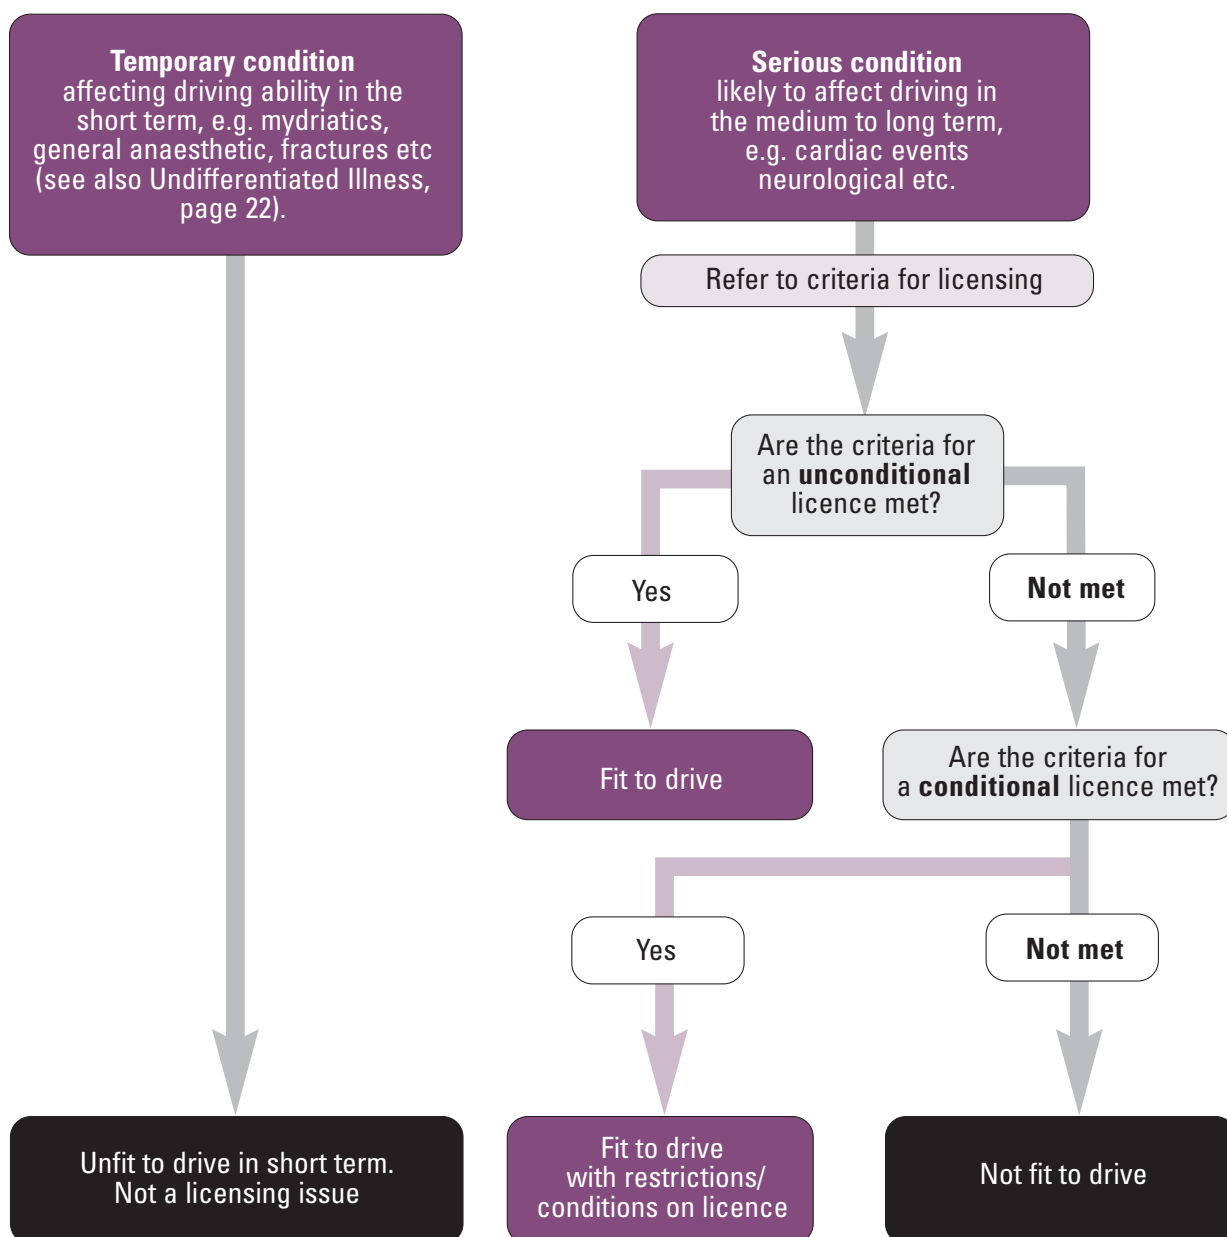 Temporary condition
affecting driving ability in the
short term, e.g. mydriatics,
general anaesthetic, fractures etc
(see also Undifferentiated Illness,
page 22).
Serious condition
likely to affect driving in
the medium to long term,
e.g. cardiac events
neurological etc.
Refer to criteria for licensing
Are the criteria for
an unconditional
licence met?
Yes
Not met
Fit to drive
Are the criteria for
a conditional licence met?
Yes
Not met
Unfit to drive in short term.
Not a licensing issue
Fit to drive
with restrictions/
conditions on licence
Not fit to drive